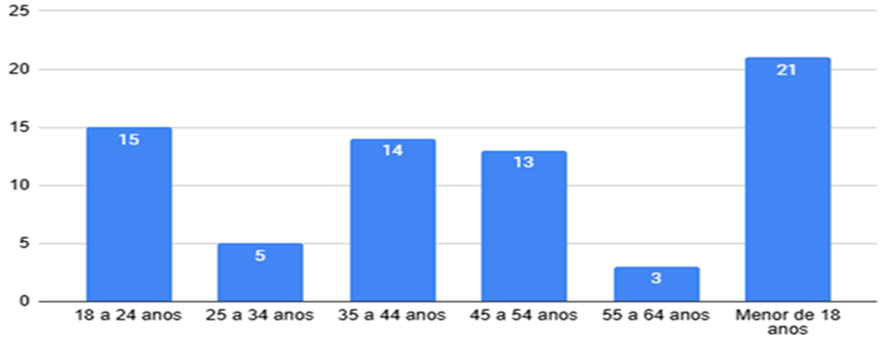 25
20
15
10
5
0
15
5
14
13
3
21
18 a 24 anos
25 a 34 anos
35 a 44 anos
45 a 54 anos
55 a 64 anos
Menor de 18
anos